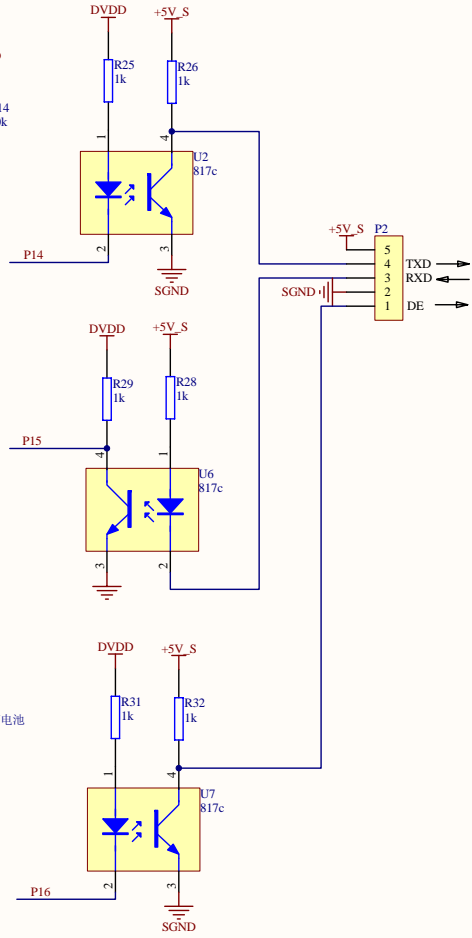 DVDD
+5V_S
R25
1k
R26
1k
14
k
1
4
U2
817c
2
3
P14
SGND
+5V_S
P2
5
4
TXD
3
RXD
SGND
2
1
DE
DVDD
+5V_S
R29
1k
R28
1k
P15
4
1
U6
817c
3
2
DVDD
+5V_S
R31
1k
R32
1k
电池
1
4
U7
817c
2
3
P16
SGND